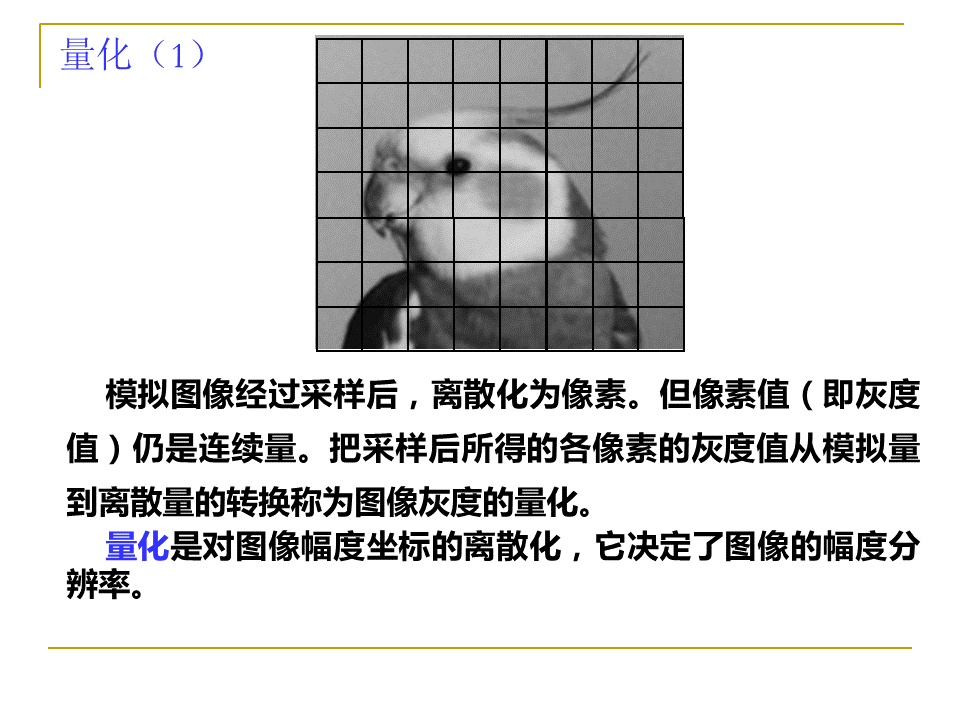 量化（1）
模拟图像经过采样后，离散化为像素。但像素值（即灰度
值）仍是连续量。把采样后所得的各像素的灰度值从模拟量
到离散量的转换称为图像灰度的量化。
量化是对图像幅度坐标的离散化，它决定了图像的幅度分
辨率。